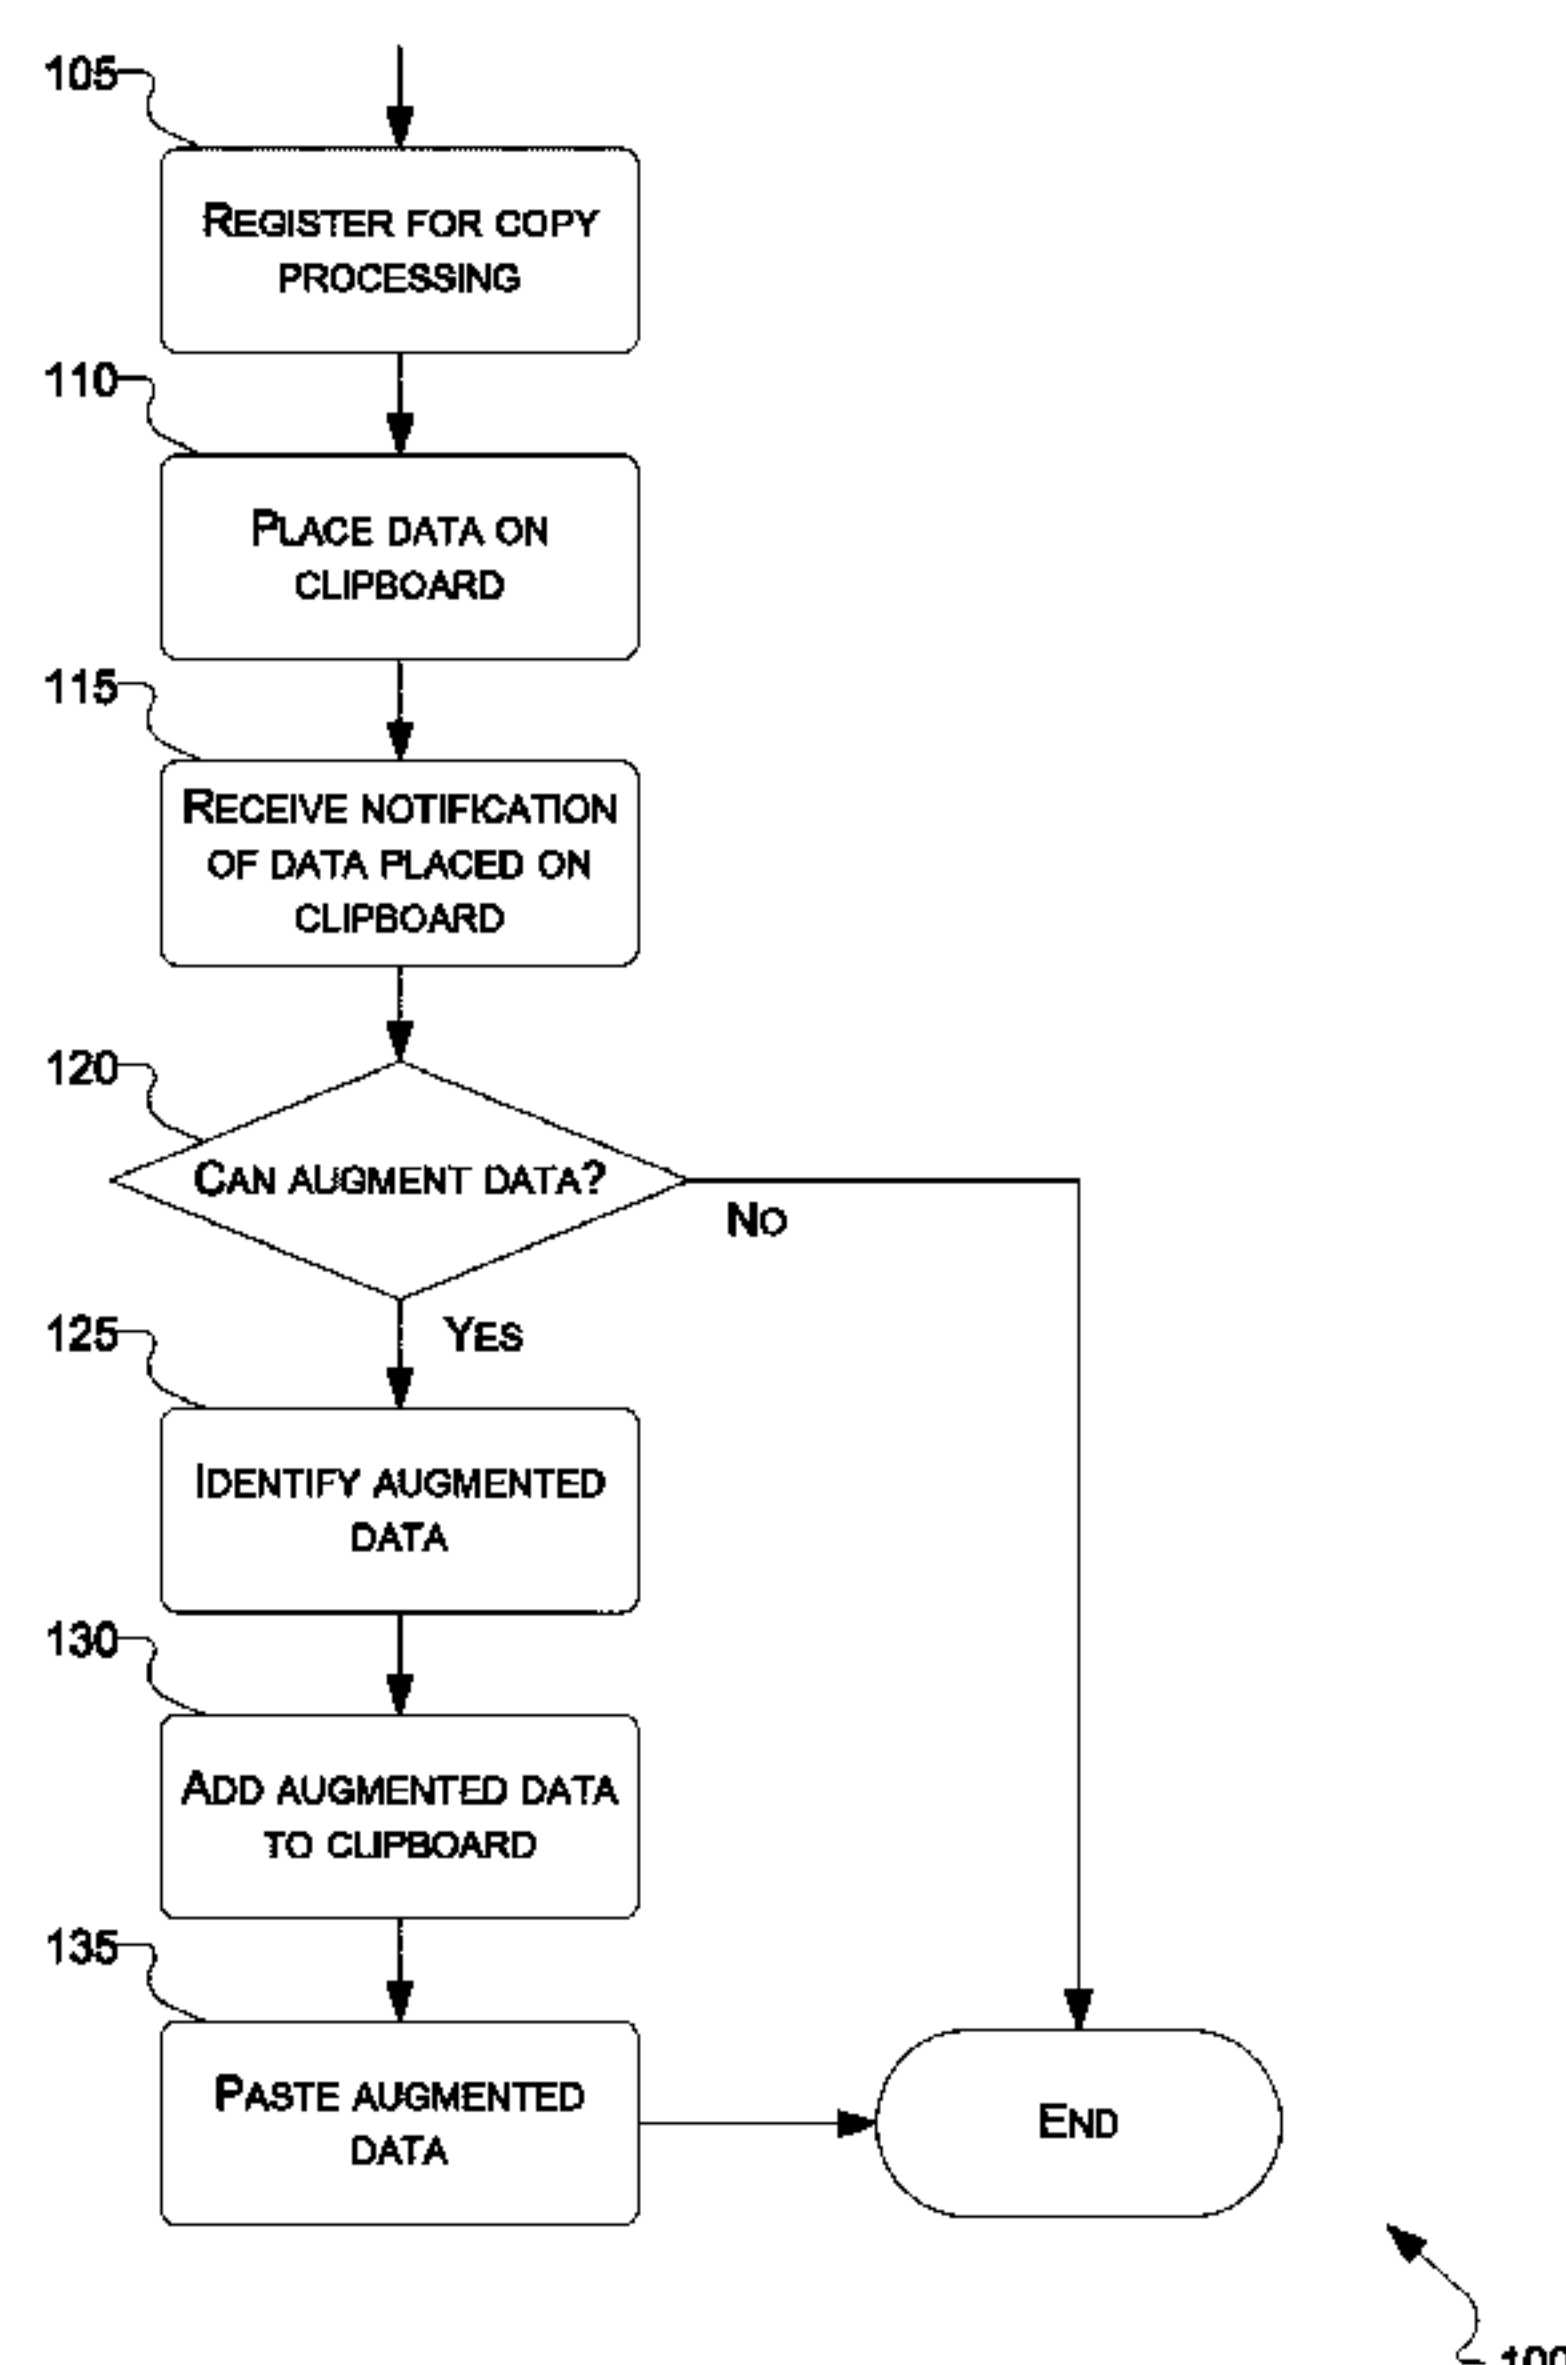 105
REGISTER FOR COPY
PROCESSING
110
PLACE DATA ON
CLIPBOARD
115
RECEIVE NOTIFICATION
OF DATA PLACED ON
CLIPBOARD
120
CAN AUGMENT DATA?
NO
YES
125
IDENTIFY AUGMENTED
DATA
130
ADD AUGMENTED DATA
TO CLIPBOARD
135
PASTE AUGMENTED
DATA
END
100